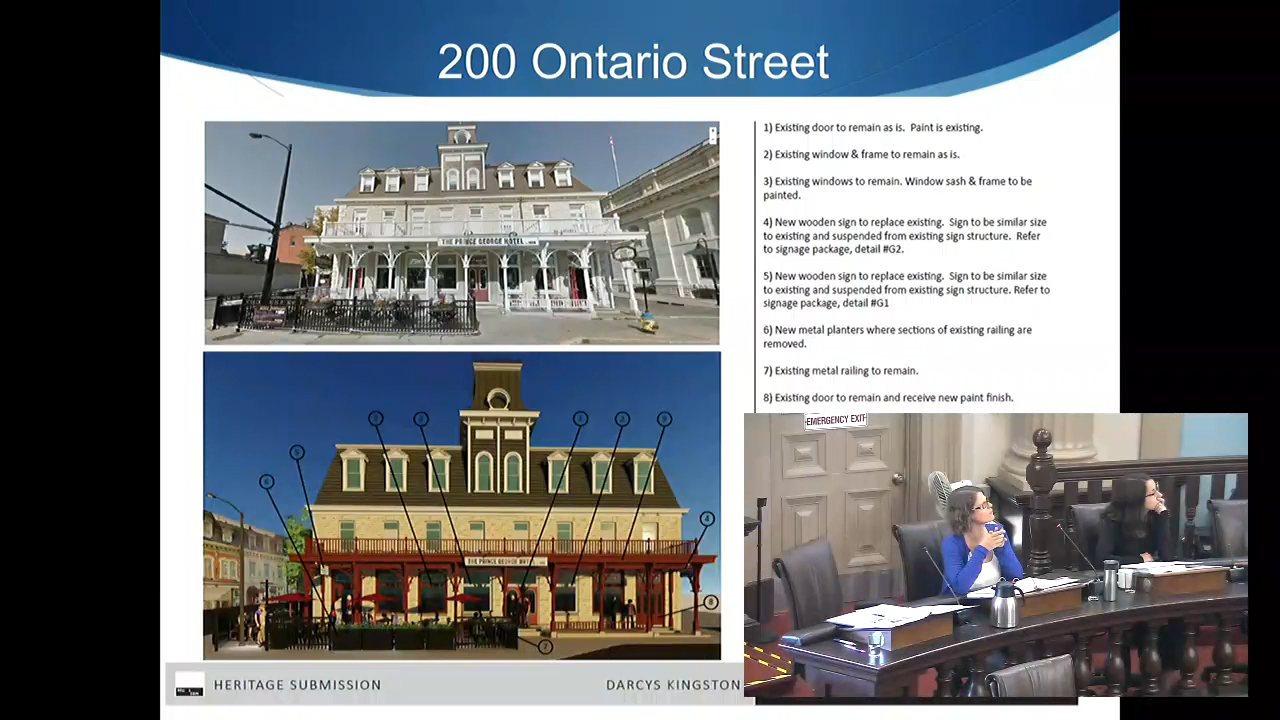 200 Ontario Street
1) Existing door to remain as is. Paint is existing.
2) Existing window & frame to remain as is.
3) Existing windows to remain. Window sash & frame to be
painted.
4) New wooden sign to replace existing. Sign to be similar size
to existing and suspended from existing sign structure. Refer
to signage package, detail #G2.
5) New wooden sign to replace existing. Sign to be similar size
to existing and suspended from existing sign structure. Refer to
signage package, detail #G1
6) New metal planters where sections of existing railing are
removed.
7) Existing metal railing to remain.
8) Existing door to remain and receive new paint finish.
THE PRINCE GEORGE HOTEL
THE PRINCE GEORGE HOTEL
EMERGENCY EXIT
HERITAGE SUBMISSION
DARCYS KINGSTON